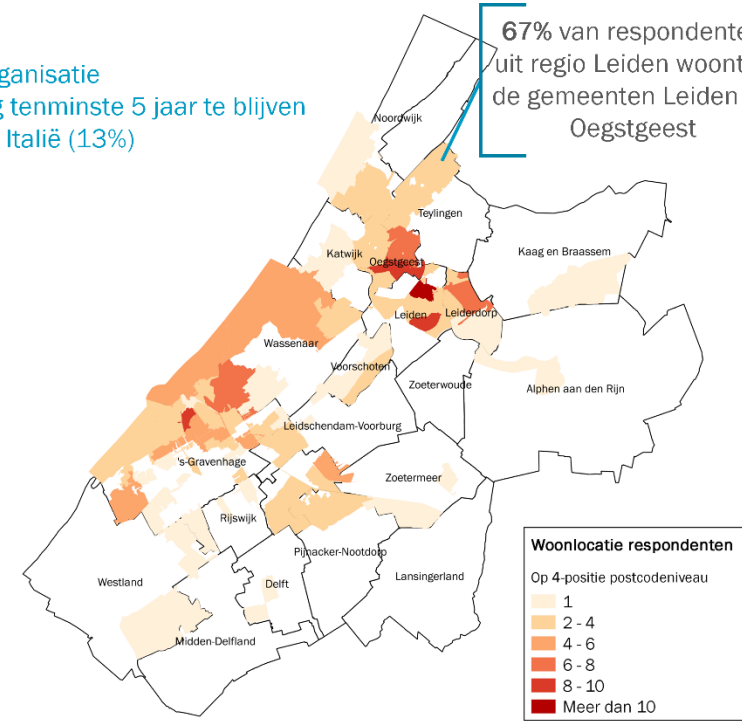 67% van respondente
uit regio Leiden woont
de gemeenten Leiden
Oegstgeest
ganisatie
g tenminste 5 jaar te blijven
Italië (13%)
Noordwijk
Teylingen
Kaag en Braassem
Katwijk
Oegstgeest
Leiden
Leiderdorp
Wassenaar
Voorschoten
Zoeterwoude
Alphen aan den Rijn
Leidschendam-Voorburg
's-Gravenhage
Zoetermeer
Rijswijk
Pijnacker-Nootdorp
Westland
Delft
Lansingerland
Midden-Delfland
Woonlocatie respondenten
Op 4-positie postcodeniveau
1
2 - 4
4 - 6
6 - 8
8 - 10
Meer dan 10